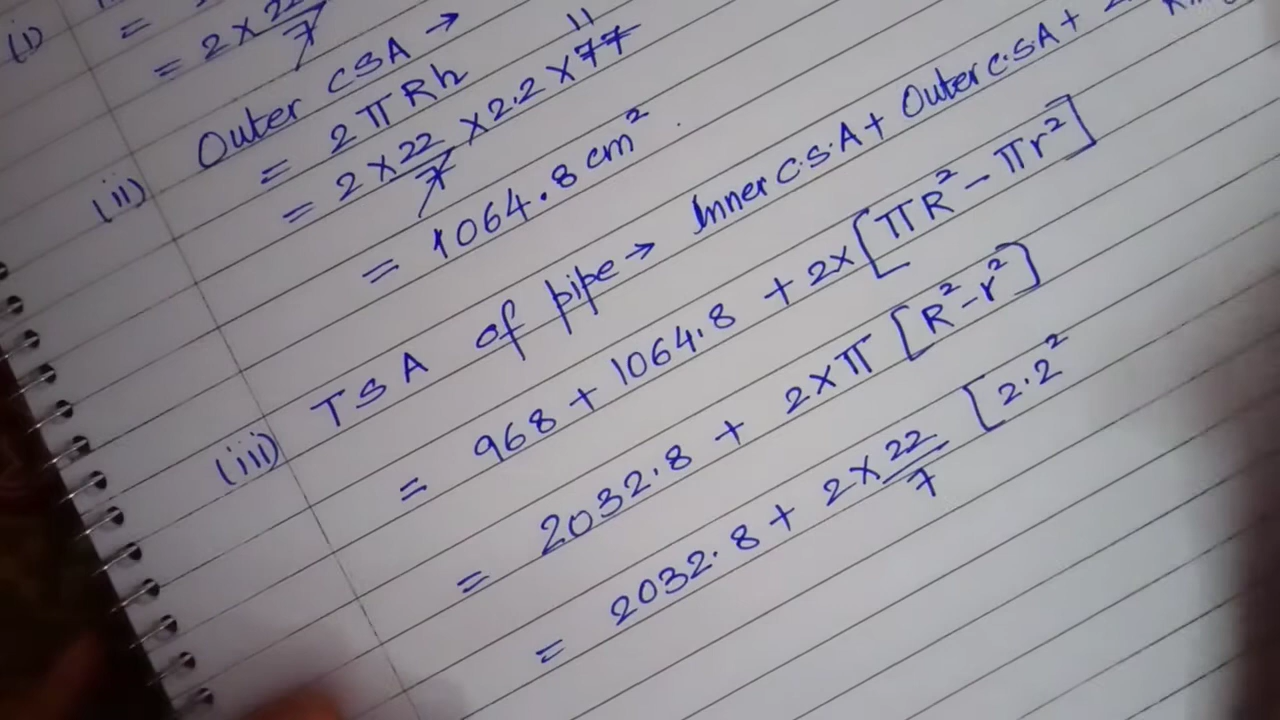 (i) =
= 2 × 22/7
(ii) Outer CSA →
= 2πRh
= 2 × 22/7 × 2.2 × 77 11
= 1064.8 cm²
(iii) TSA of pipe → Inner C.S.A + Outer C.S.A +
= 968 + 1064.8 + 2×[πR² - πr²]
= 2032.8 + 2×π [R²-r²]
= 2032.8 + 2×22/7 [2.2²